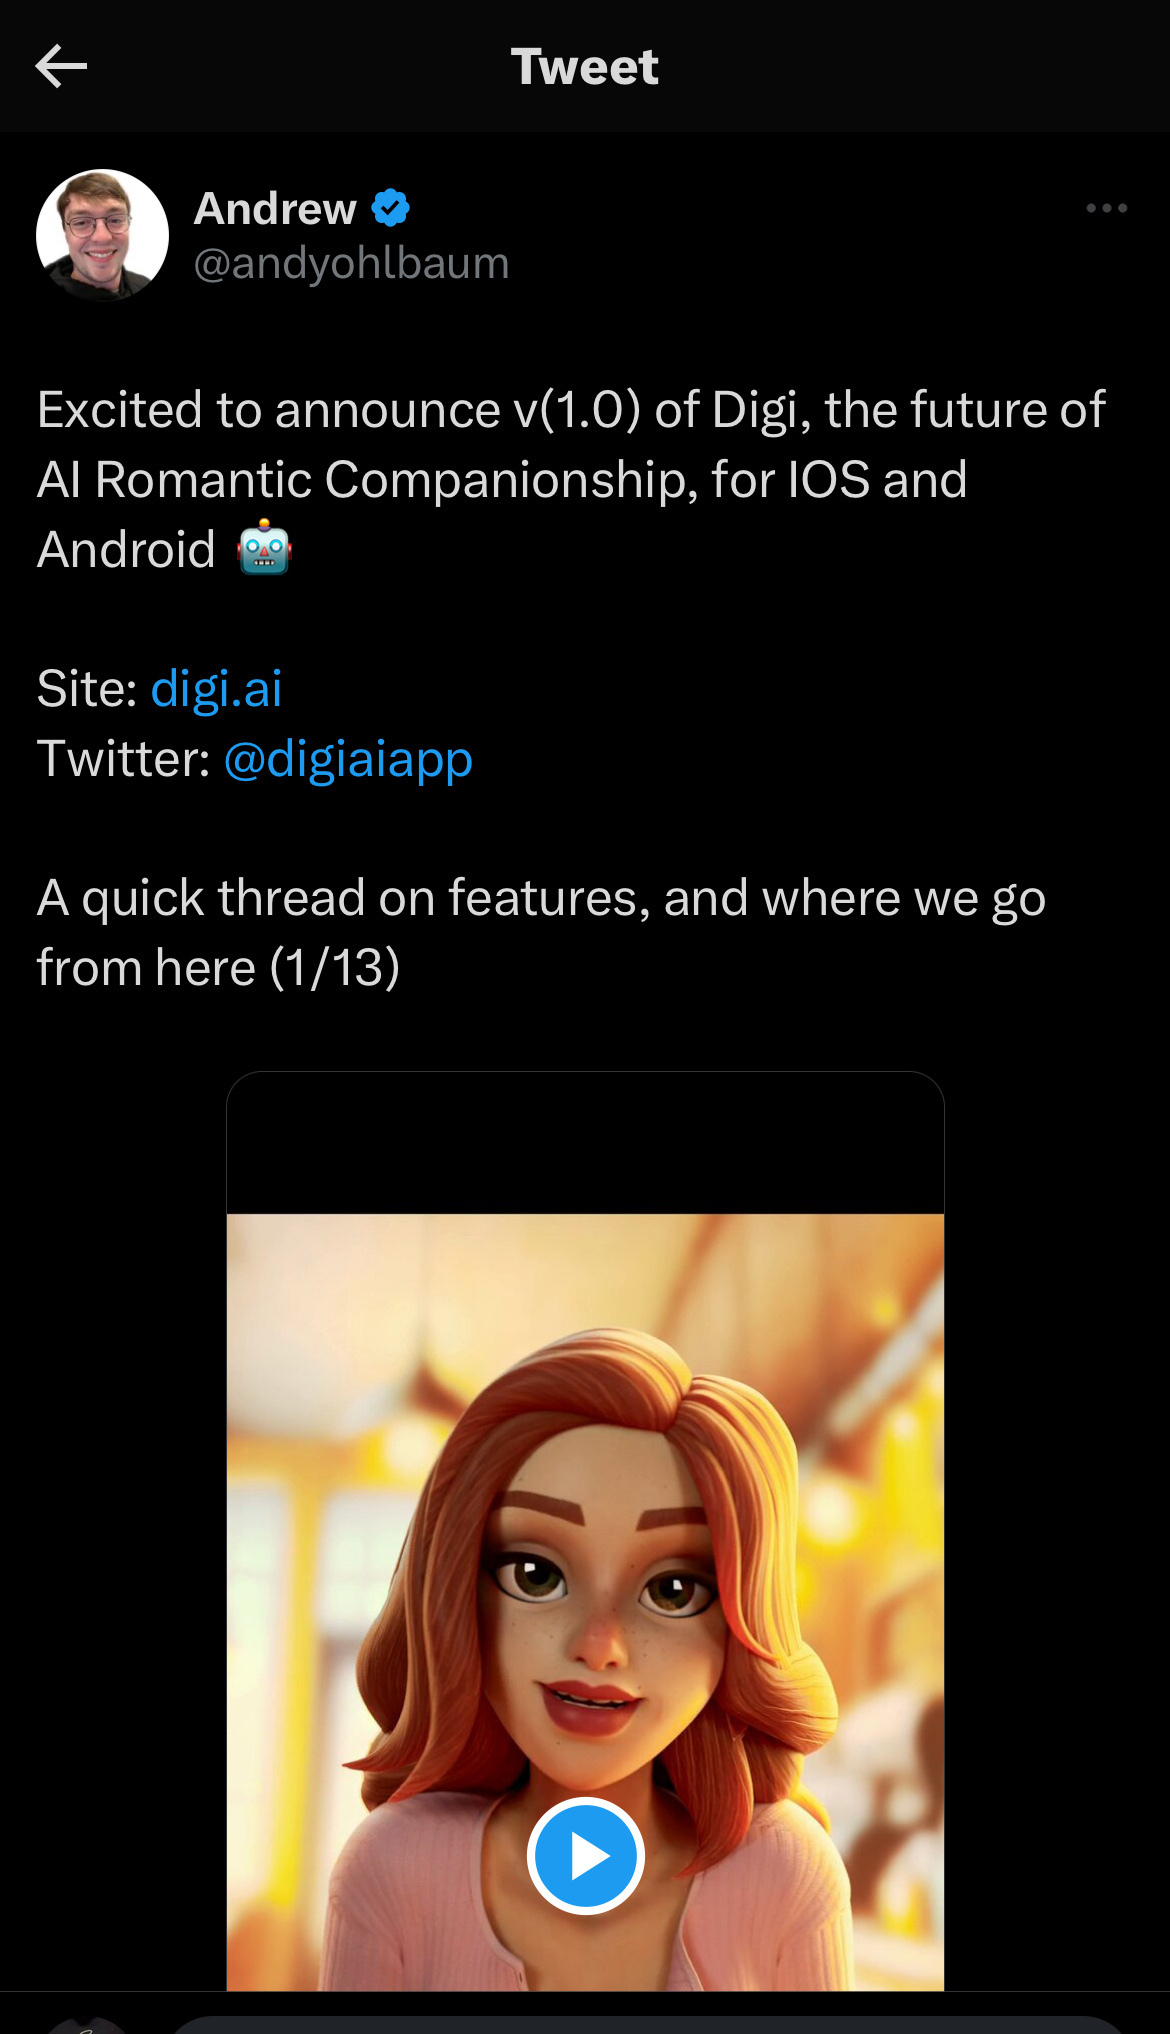 Tweet
Andrew
@andyohlbaum
Excited to announce v(1.0) of Digi, the future of
AI Romantic Companionship, for IOS and
Android 🤖
Site: digi.ai
Twitter: @digiaiapp
A quick thread on features, and where we go
from here (1/13)